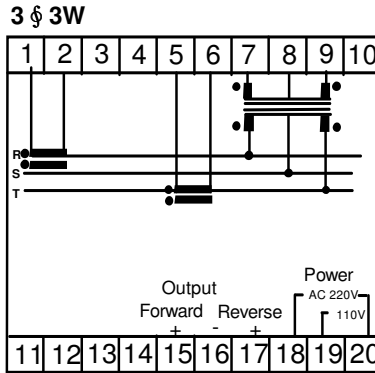 3 ∮ 3W
1 2 3 4 5 6 7 8 9 10
R
S
T
Power
Output AC 220V
Forward Reverse 110V
+ - +
11 12 13 14 15 16 17 18 19 20